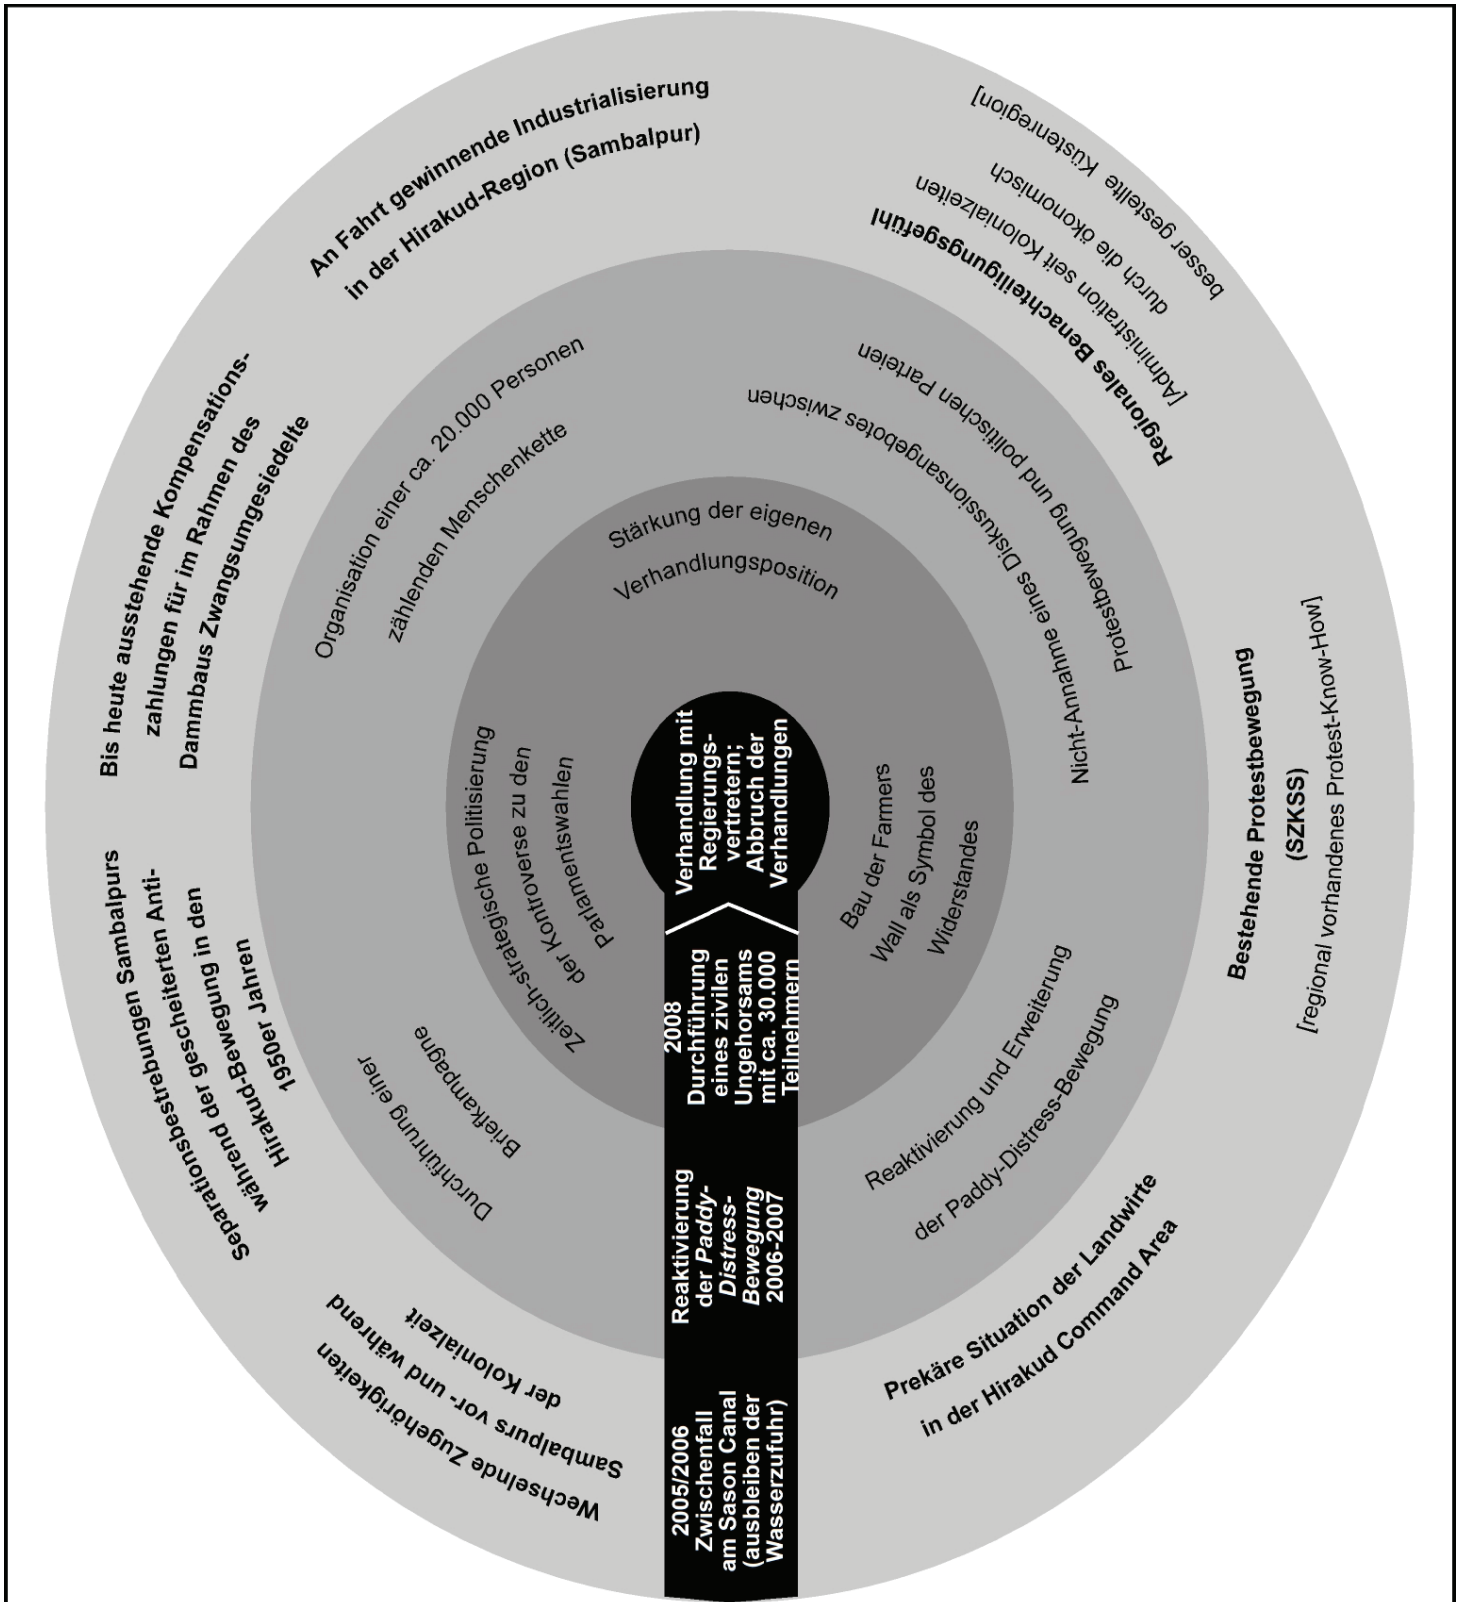 An Fahrt gewinnende Industrialisierung
in der Hirakud-Region (Sambalpur)
besser gestellte Küstenregion]
durch die ökonomisch
[Administration seit Kolonialzeiten
Regionales Benachteiligungsgefühl
Bis heute ausstehende Kompensations-
zahlungen für im Rahmen des
Dammbaus Zwangsumgesiedelte
Organisation einer ca. 20.000 Personen
zählenden Menschenkette
Protestbewegung und politischen Parteien
Nicht-Annahme eines Diskussionsangebotes zwischen
Stärkung der eigenen
Verhandlungsposition
Bestehende Protestbewegung
(SZKSS)
[regional vorhandenes Protest-Know-How]
Zeitlich-strategische Politisierung
der Kontroverse zu den
Parlamentswahlen
Verhandlung mit
Regierungs-
vertretern;
Abbruch der
Verhandlungen
Bau der Farmers
Wall als Symbol des
Widerstandes
Separationsbestrebungen Sambalpurs
während der gescheiterten Anti-
Hirakud-Bewegung in den
1950er Jahren
Durchführung einer
Briefkampagne
2008
Durchführung
eines zivilen
Ungehorsams
mit ca. 30.000
Teilnehmern
Reaktivierung und Erweiterung
der Paddy-Distress-Bewegung
Reaktivierung
der Paddy-
Distress-
Bewegung
2006-2007
Prekäre Situation der Landwirte
in der Hirakud Command Area
Wechselnde Zugehörigkeiten
Sambalpurs vor- und während
der Kolonialzeit
2005/2006
Zwischenfall
am Sason Canal
(ausbleiben der
Wasserzufuhr)